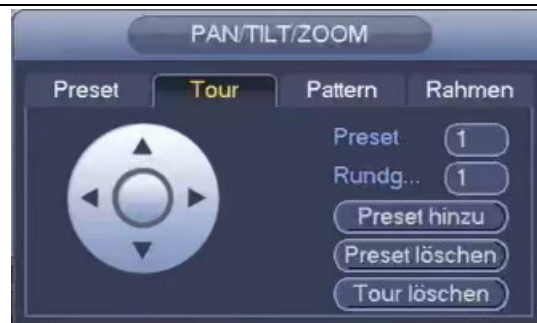 PAN/TILT/ZOOM
Preset Tour Pattern Rahmen
Preset 1
Rundg... 1
Preset hinzu
Preset löschen
Tour löschen